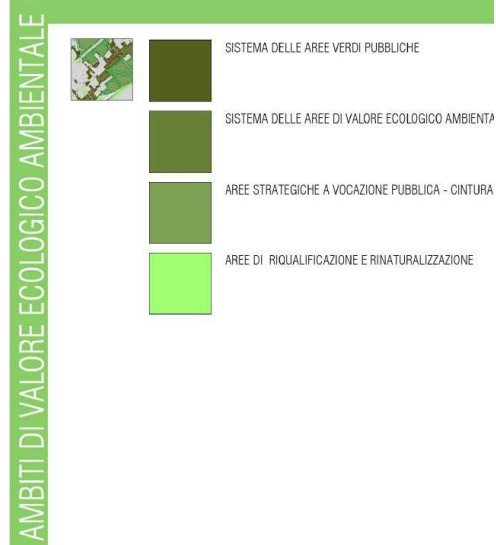 AMBITI DI VALORE ECOLOGICO AMBIENTALE
SISTEMA DELLE AREE VERDI PUBBLICHE
SISTEMA DELLE AREE DI VALORE ECOLOGICO AMBIENTA
AREE STRATEGICHE A VOCAZIONE PUBBLICA - CINTURA
AREE DI RIQUALIFICAZIONE E RINATURALIZZAZIONE